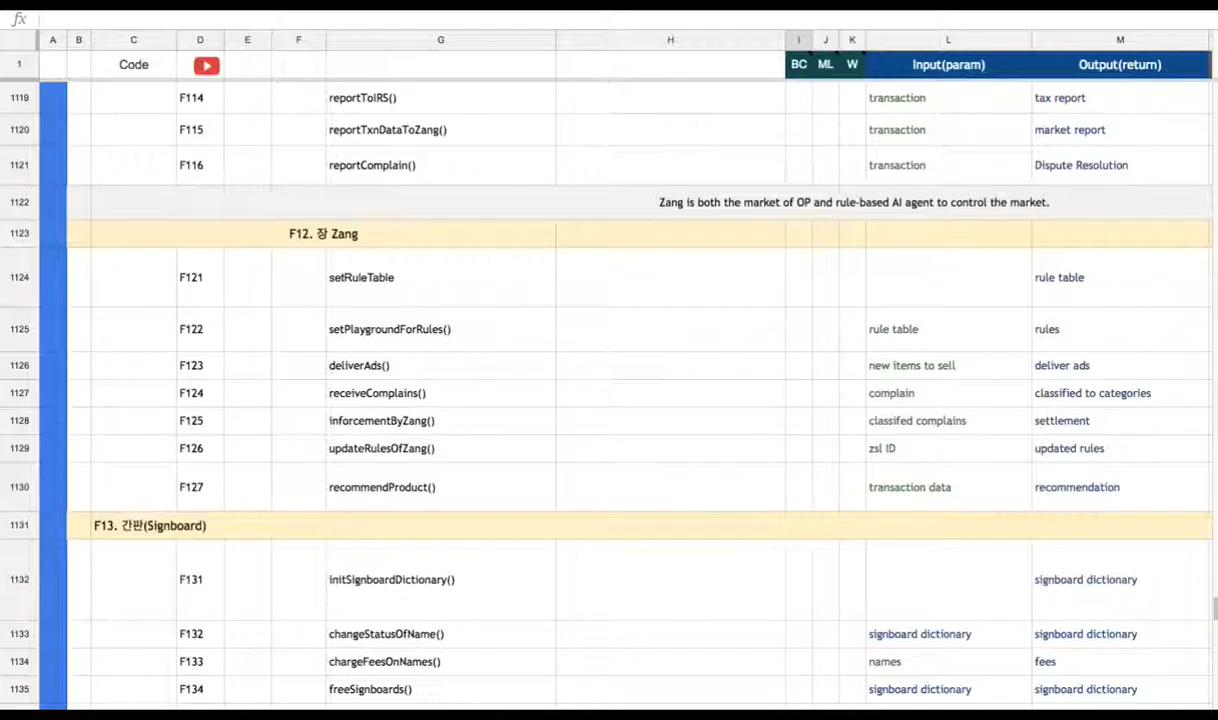 fx
A B C D E F G H I J K L M
1 Code BC ML W Input(param) Output(return)
1119 F114 reportToIRS() transaction tax report
1120 F115 reportTxnDataToZang() transaction market report
1121 F116 reportComplain() transaction Dispute Resolution
1122 Zang is both the market of OP and rule-based AI agent to control the market.
1123 F12. 장 Zang
1124 F121 setRuleTable rule table
1125 F122 setPlaygroundForRules() rule table rules
1126 F123 deliverAds() new items to sell deliver ads
1127 F124 receiveComplains() complain classified to categories
1128 F125 inforcementByZang() classifed complains settlement
1129 F126 updateRulesOfZang() zsl ID updated rules
1130 F127 recommendProduct() transaction data recommendation
1131 F13. 간판(Signboard)
1132 F131 initSignboardDictionary() signboard dictionary
1133 F132 changeStatusOfName() signboard dictionary signboard dictionary
1134 F133 chargeFeesOnNames() names fees
1135 F134 freeSignboards() signboard dictionary signboard dictionary